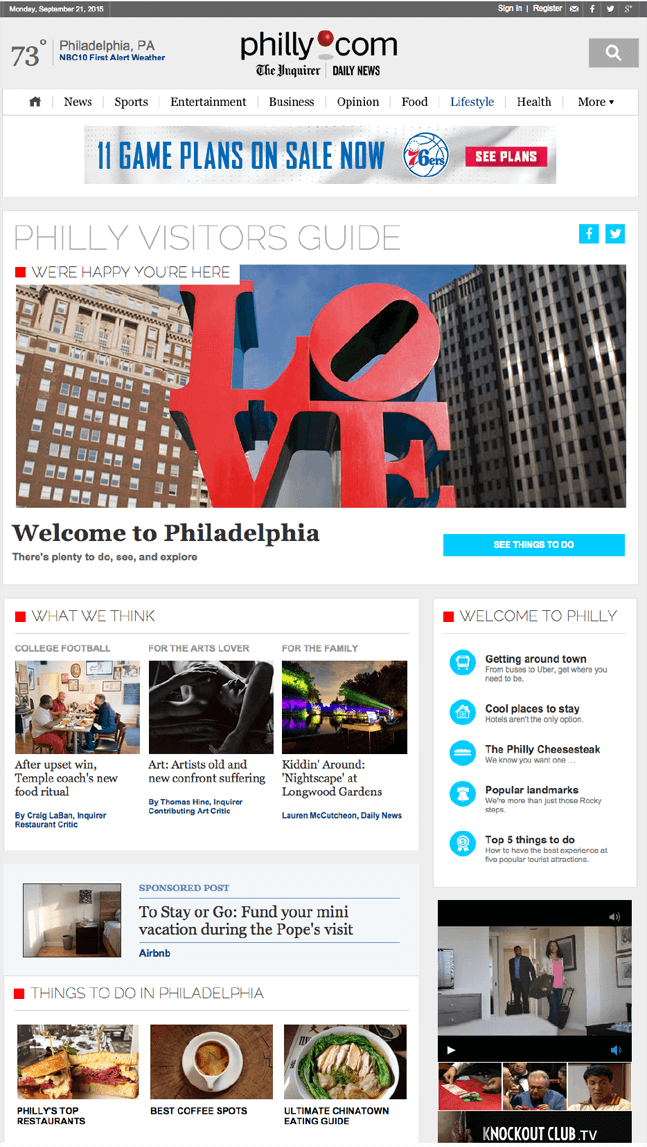 Monday, September 21, 2015
Sign In | Register
73°
Philadelphia, PA
NBC10 First Alert Weather
philly.com
The Inquirer | DAILY NEWS
News
Sports
Entertainment
Business
Opinion
Food
Lifestyle
Health
More
11 GAME PLANS ON SALE NOW
76ers
SEE PLANS
PHILLY VISITORS GUIDE
WE'RE HAPPY YOU'RE HERE
LOVE
Welcome to Philadelphia
There's plenty to do, see, and explore
SEE THINGS TO DO
WHAT WE THINK
COLLEGE FOOTBALL
After upset win,
Temple coach's new
food ritual
By Craig LaBan, Inquirer
Restaurant Critic
FOR THE ARTS LOVER
Art: Artists old and
new confront suffering
By Thomas Hine, Inquirer
Contributing Art Critic
FOR THE FAMILY
Kiddin' Around:
'Nightscape' at
Longwood Gardens
Lauren McCutcheon, Daily News
WELCOME TO PHILLY
Getting around town
From buses to Uber, get where you
need to be.
Cool places to stay
Hotels aren't the only option.
The Philly Cheesesteak
We know you want one ...
Popular landmarks
We're more than just those Rocky
steps.
Top 5 things to do
How to have the best experience at
five popular tourist attractions.
SPONSORED POST
To Stay or Go: Fund your mini
vacation during the Pope's visit
Airbnb
THINGS TO DO IN PHILADELPHIA
PHILLY'S TOP
RESTAURANTS
BEST COFFEE SPOTS
ULTIMATE CHINATOWN
EATING GUIDE
KNOCKOUT CLUB.TV